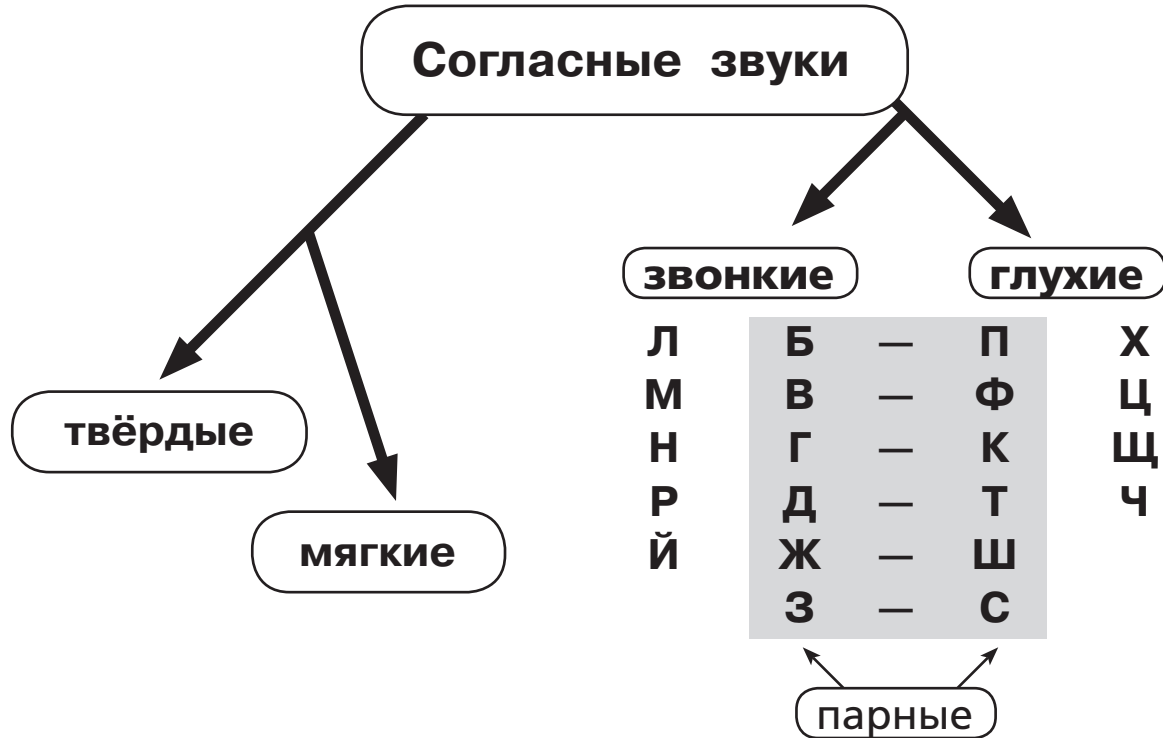 Согласные звуки
звонкие глухие
Л Б — П Х
М В — Ф Ц
Н Г — К Щ
Р Д — Т Ч
Й Ж — Ш
З — С
твёрдые
мягкие
парные